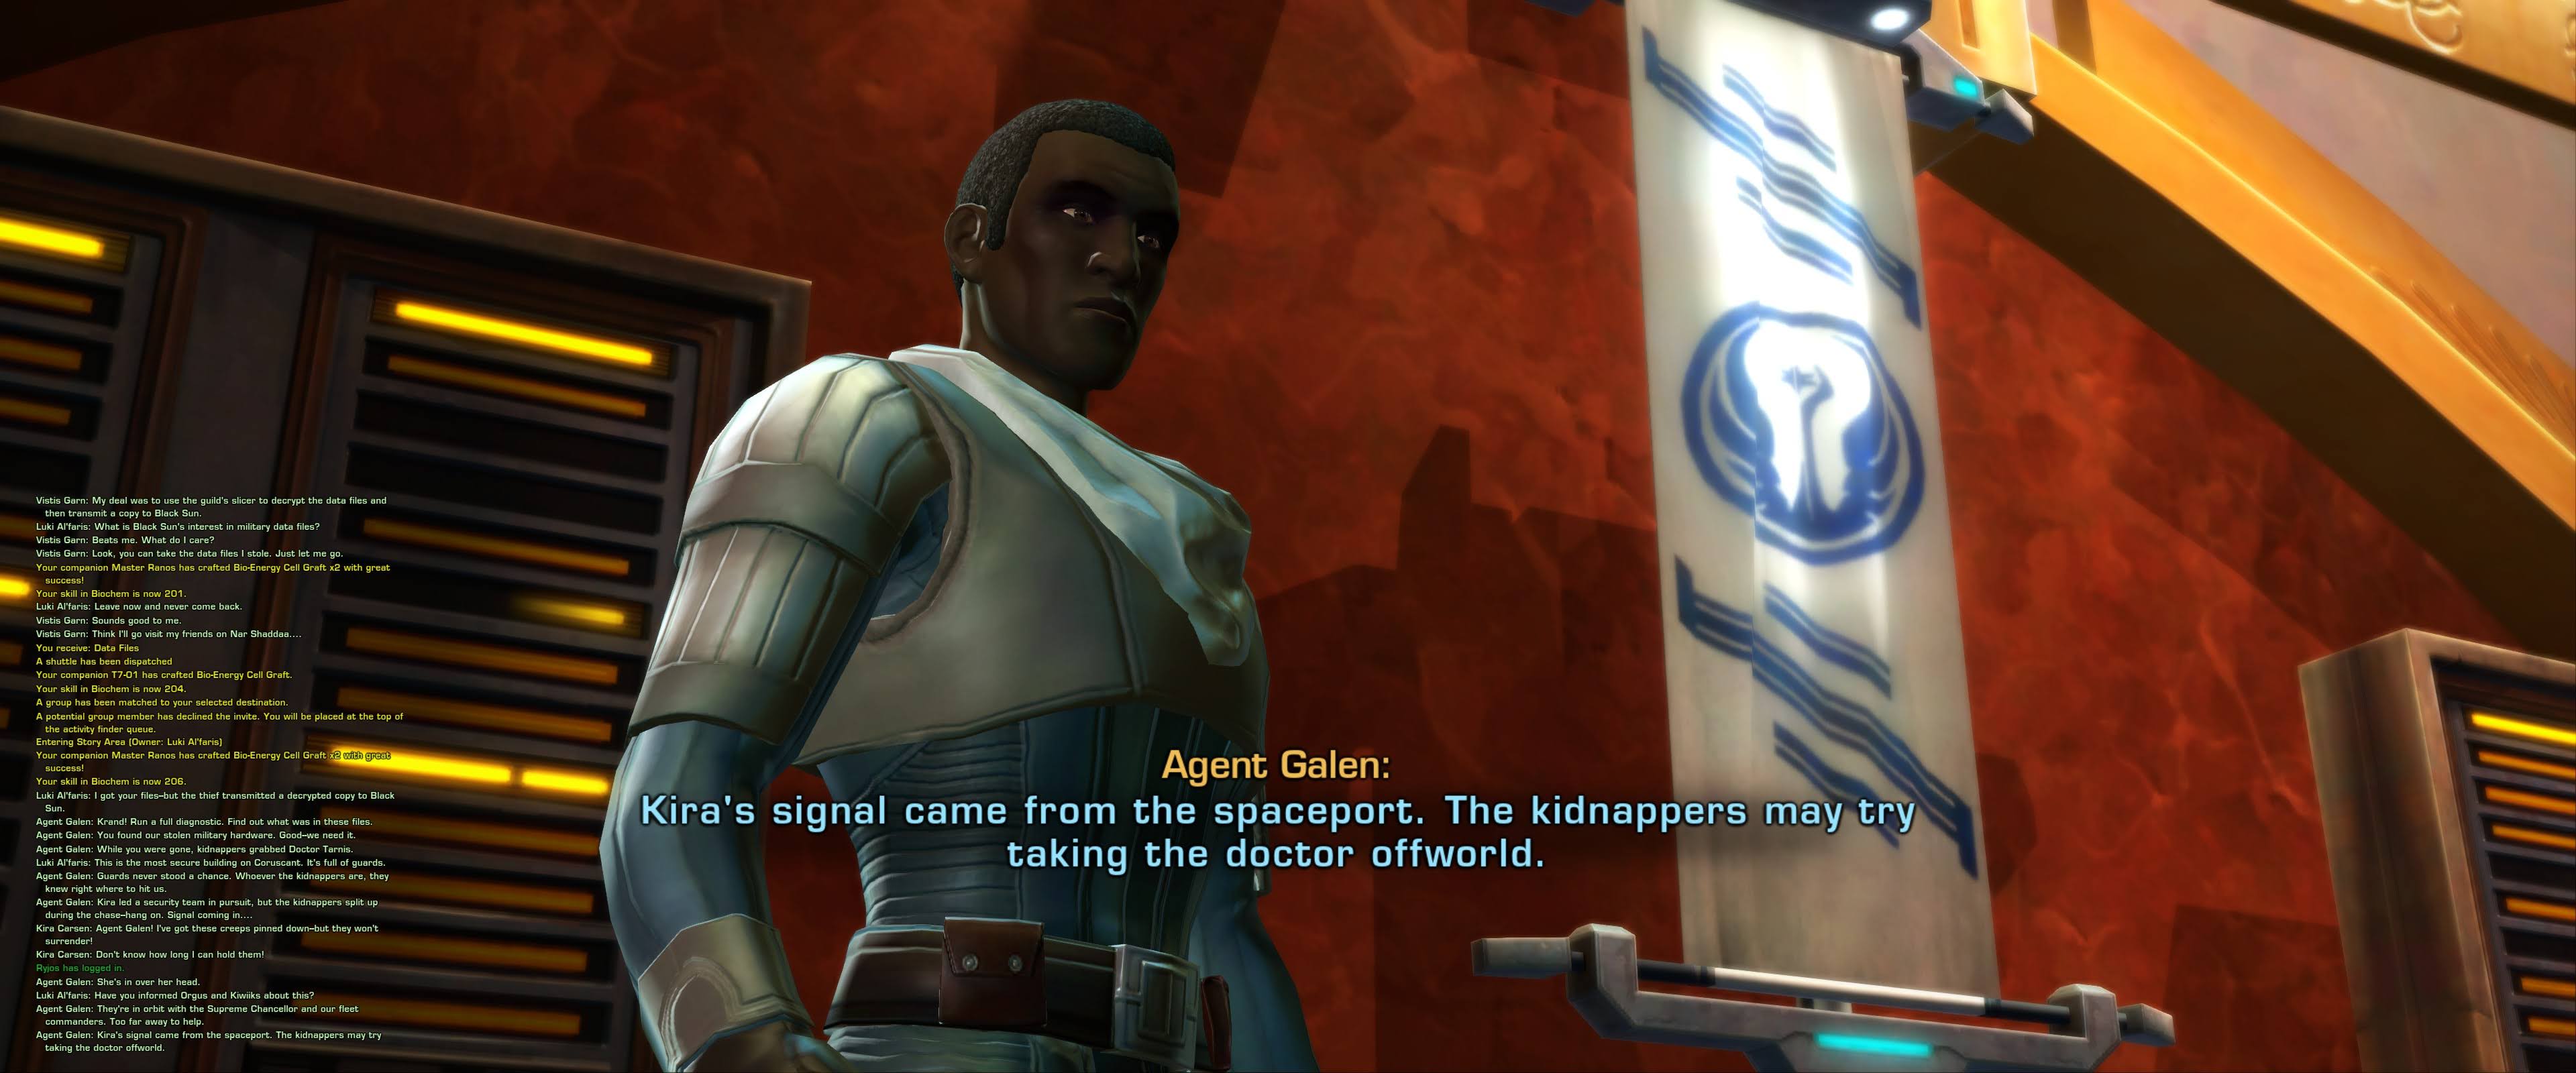 Vistis Garn: My deal was to use the guild's slicer to decrypt the data files and
then transmit a copy to Black Sun.
Luki Al'faris: What is Black Sun's interest in military data files?
Vistis Garn: Beats me. What do I care?
Vistis Garn: Look, you can take the data files I stole. Just let me go.
Your companion Master Ranos has crafted Bio-Energy Cell Graft x2 with great
success!
Your skill in Biochem is now 201.
Luki Al'faris: Leave now and never come back.
Vistis Garn: Sounds good to me.
Vistis Garn: Think I'll go visit my friends on Nar Shaddaa....
You receive: Data Files
A shuttle has been dispatched
Your companion T7-O1 has crafted Bio-Energy Cell Graft.
Your skill in Biochem is now 204.
A group has been matched to your selected destination.
A potential group member has declined the invite. You will be placed at the top of
the activity finder queue.
Entering Story Area (Owner: Luki Al'faris)
Your companion Master Ranos has crafted Bio-Energy Cell Graft x2 with great
success!
Your skill in Biochem is now 206.
Luki Al'faris: I got your files—but the thief transmitted a decrypted copy to Black
Sun.
Agent Galen: Krand! Run a full diagnostic. Find out what was in these files.
Agent Galen: You found our stolen military hardware. Good—we need it.
Agent Galen: While you were gone, kidnappers grabbed Doctor Tarnis.
Luki Al'faris: This is the most secure building on Coruscant. It's full of guards.
Agent Galen: Guards never stood a chance. Whoever the kidnappers are, they
knew right where to hit us.
Agent Galen: Kira led a security team in pursuit, but the kidnappers split up
during the chase—hang on. Signal coming in....
Kira Carsen: Agent Galen! I've got these creeps pinned down—but they won't
surrender!
Kira Carsen: Don't know how long I can hold them!
Ryjos has logged in.
Agent Galen: She's in over her head.
Luki Al'faris: Have you informed Orgus and Kiwiiks about this?
Agent Galen: They're in orbit with the Supreme Chancellor and our fleet
commanders. Too far away to help.
Agent Galen: Kira's signal came from the spaceport. The kidnappers may try
taking the doctor offworld.
Agent Galen:
Kira's signal came from the spaceport. The kidnappers may try
taking the doctor offworld.